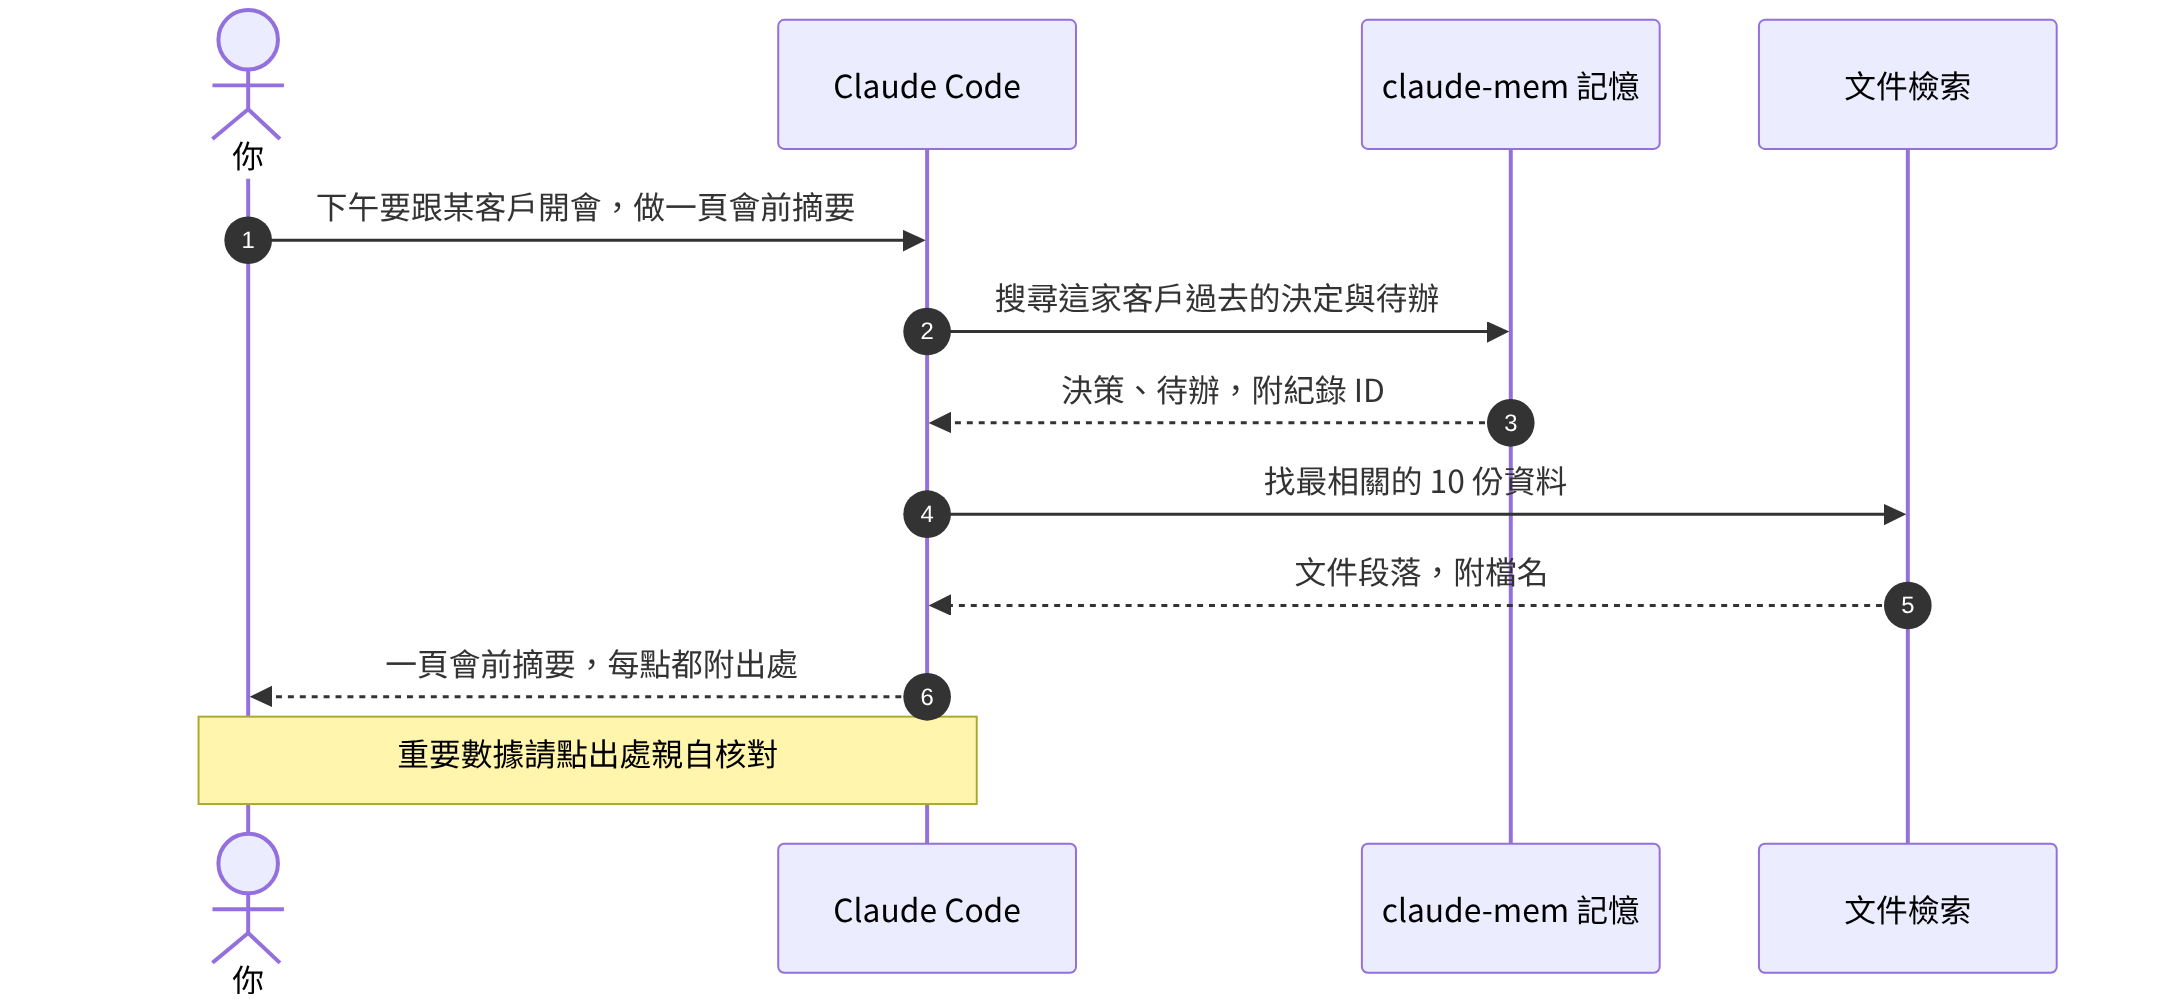 你
Claude Code
claude-mem 記憶
文件檢索
下午要跟某客戶開會，做一頁會前摘要
1
搜尋這家客戶過去的決定與待辦
2
決策、待辦，附紀錄 ID
3
找最相關的 10 份資料
4
文件段落，附檔名
5
一頁會前摘要，每點都附出處
6
重要數據請點出處親自核對
你
Claude Code
claude-mem 記憶
文件檢索